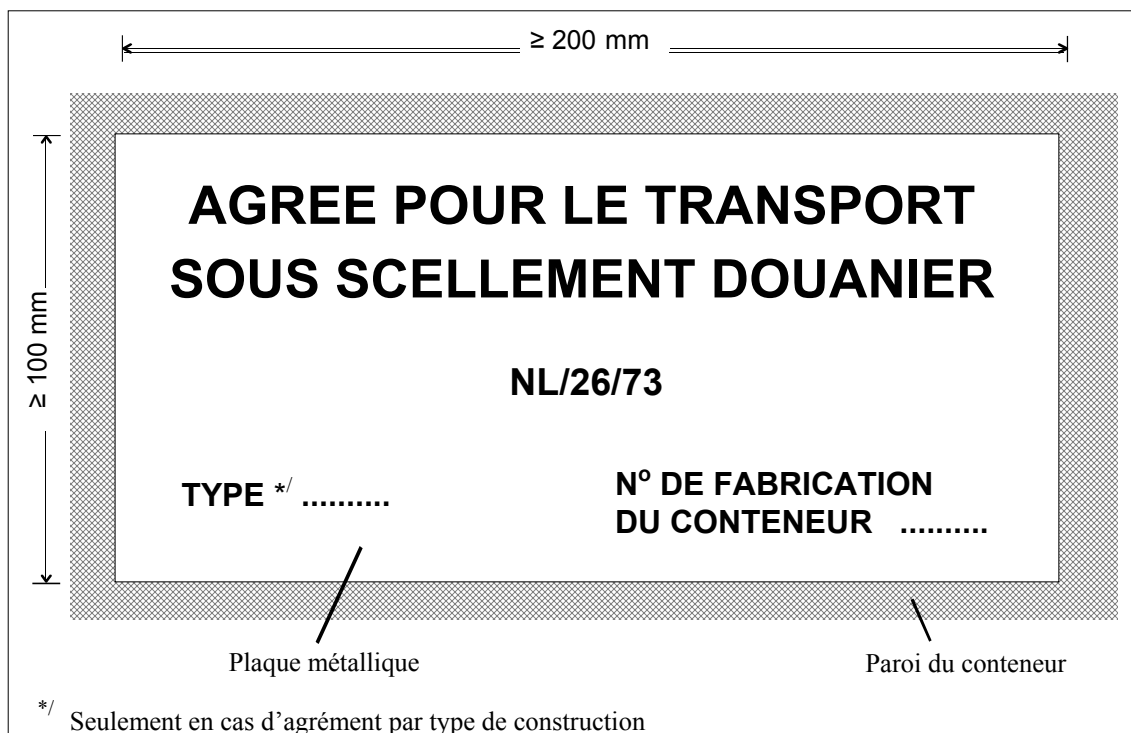 ≥ 200 mm
≥ 100 mm
AGREE POUR LE TRANSPORT
SOUS SCELLEMENT DOUANIER
NL/26/73
TYPE */ ..........
Nº DE FABRICATION
DU CONTENEUR ..........
Plaque métallique
Paroi du conteneur
*/ Seulement en cas d’agrément par type de construction